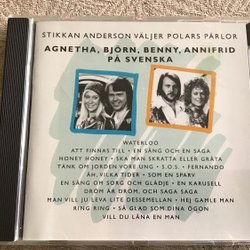 STIKKAN ANDERSON VÄLJER POLARS PÄRLOR
AGNETHA, BJÖRN, BENNY, ANNIFRID
PÅ SVENSKA
WATERLOO
ATT FINNAS TILL • EN SÅNG OCH EN SAGA
HONEY HONEY • SKA MAN SKRATTA ELLER GRÅTA
TÄNK OM JORDEN VORE UNG • S.O.S. • FERNANDO
ÅH, VILKA TIDER • SOM EN SPARV
EN SÅNG OM SORG OCH GLÄDJE • EN KARUSELL
DRÖM ÄR DRÖM, OCH SAGA SAGA
MAN VILL JU LEVA LITE DESSEMELLAN • HEJ GAMLE MAN
RING RING • SÅ GLAD SOM DINA ÖGON
VILL DU LÅNA EN MAN